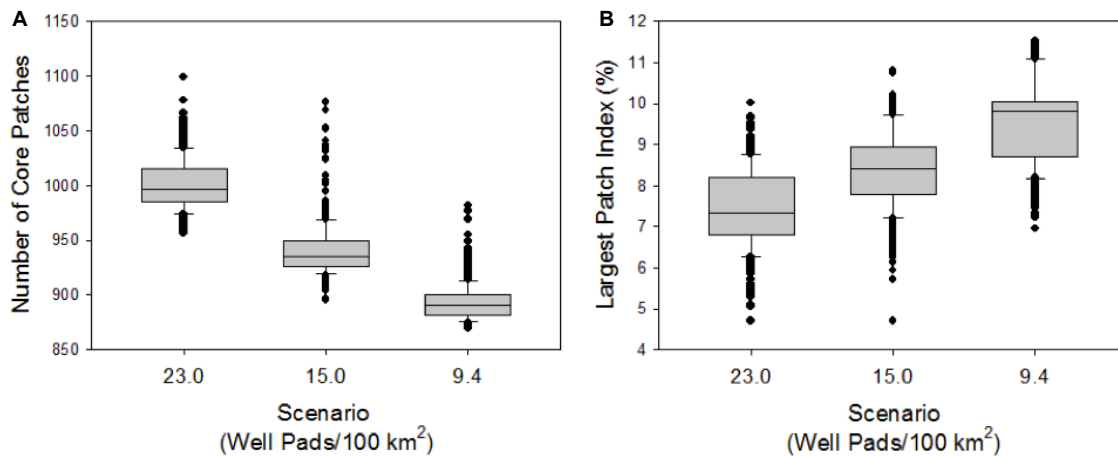 A
Number of Core Patches
1150
1100
1050
1000
950
900
850
23.0
15.0
9.4
Scenario
(Well Pads/100 km²)
B
Largest Patch Index (%)
12
11
10
9
8
7
6
5
4
23.0
15.0
9.4
Scenario
(Well Pads/100 km²)